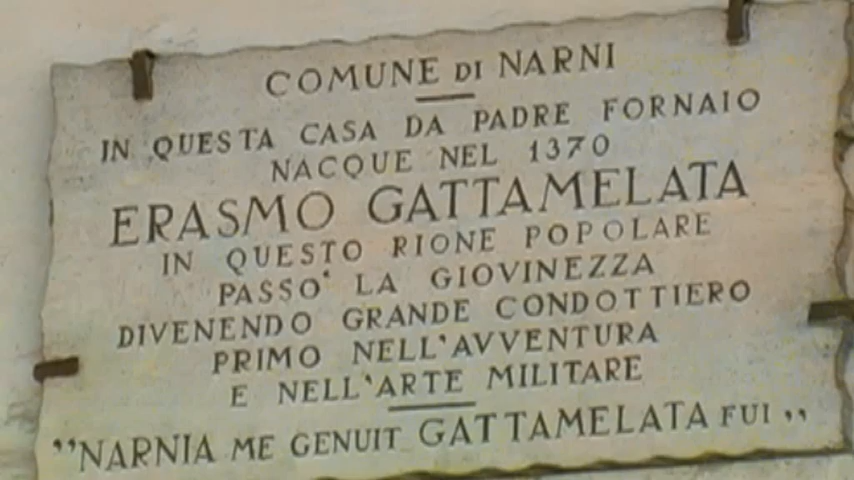 COMUNE DI NARNI
IN QUESTA CASA DA PADRE FORNAIO
NACQUE NEL 1370
ERASMO GATTAMELATA
IN QUESTO RIONE POPOLARE
PASSO' LA GIOVINEZZA
DIVENENDO GRANDE CONDOTTIERO
PRIMO NELL'AVVENTURA
E NELL'ARTE MILITARE
”NARNIA ME GENUIT GATTAMELATA FUI”